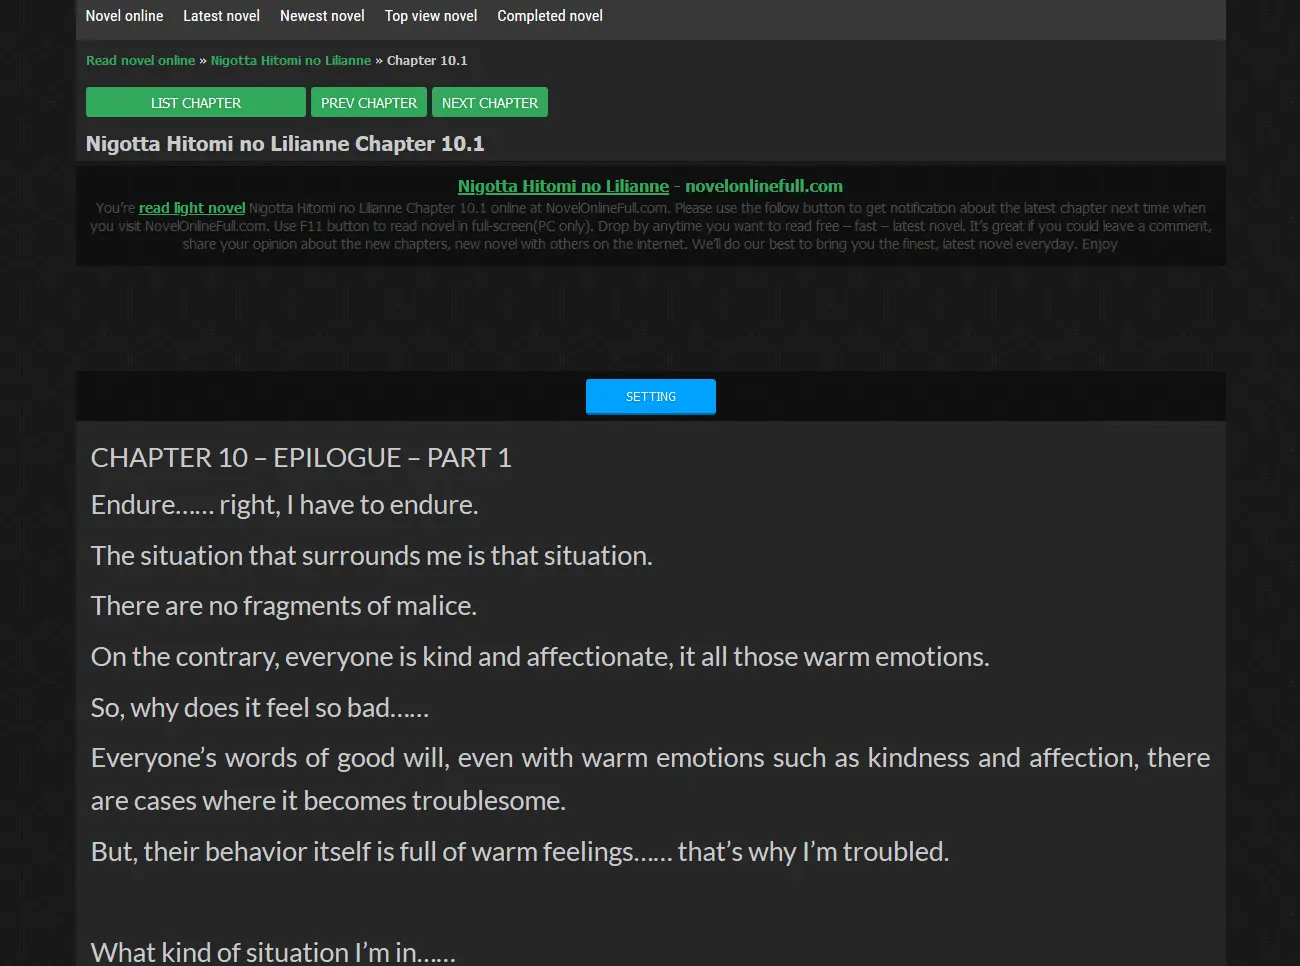 Novel online Latest novel Newest novel Top view novel Completed novel
Read novel online » Nigotta Hitomi no Lilianne » Chapter 10.1
LIST CHAPTER PREV CHAPTER NEXT CHAPTER
Nigotta Hitomi no Lilianne Chapter 10.1
Nigotta Hitomi no Lilianne - novelonlinefull.com
You’re read light novel Nigotta Hitomi no Lilianne Chapter 10.1 online at NovelOnlineFull.com. Please use the follow button to get notification about the latest chapter next time when
you visit NovelOnlineFull.com. Use F11 button to read novel in full-screen(PC only). Drop by anytime you want to read free – fast – latest novel. It’s great if you could leave a comment,
share your opinion about the new chapters, new novel with others on the internet. We’ll do our best to bring you the finest, latest novel everyday. Enjoy
SETTING
CHAPTER 10 – EPILOGUE – PART 1
Endure…… right, I have to endure.
The situation that surrounds me is that situation.
There are no fragments of malice.
On the contrary, everyone is kind and affectionate, it all those warm emotions.
So, why does it feel so bad……
Everyone’s words of good will, even with warm emotions such as kindness and affection, there
are cases where it becomes troublesome.
But, their behavior itself is full of warm feelings…… that’s why I’m troubled.
What kind of situation I’m in……